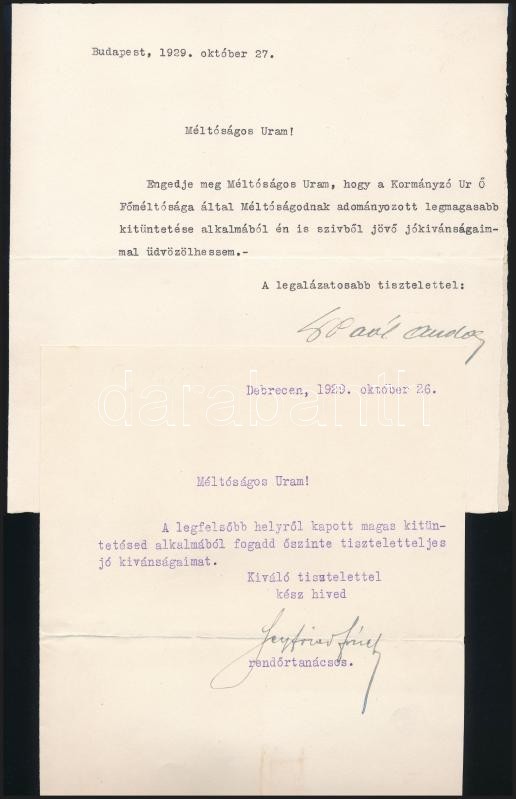 Budapest, 1929. október 27.
Méltóságos Uram!
Engedje meg Méltóságos Uram, hogy a Kormányzó Ur Ő
Főméltósága által Méltóságodnak adományozott legmagasabb
kitüntetése alkalmából én is szivből jövő jókivánságaim-
mal üdvözölhessem.-
A legalázatosabb tisztelettel:
darabanth
Debrecen, 1929. október 26.
Méltóságos Uram!
A legfelsőbb helyről kapott magas kitün-
tetésed alkalmából fogadd őszinte tiszteletteljes
jó kivánságaimat.
Kiváló tisztelettel
kész hived
rendőrtanácsos.